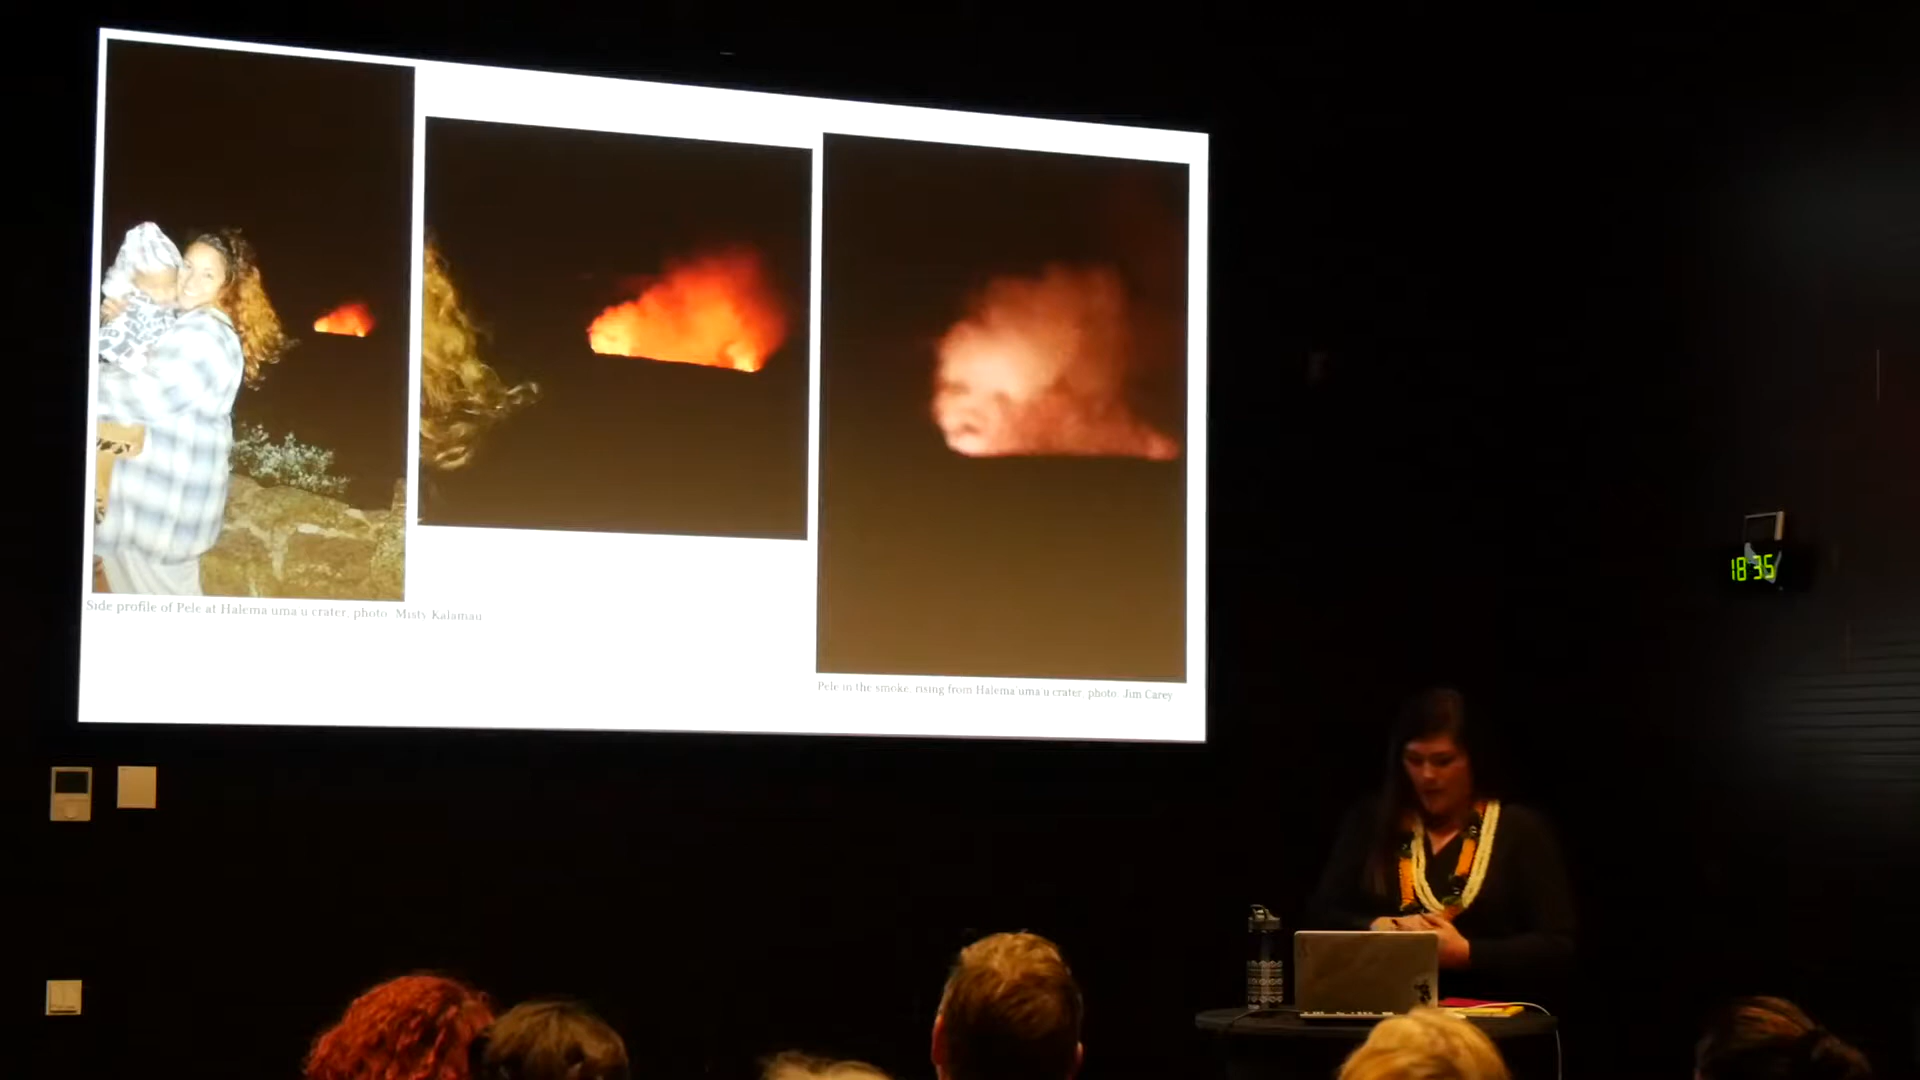 Side profile of Pele at Halema uma u crater, photo Misty Kalamau
Pele in the smoke, rising from Halema uma u crater photo Jim Carey
18 35